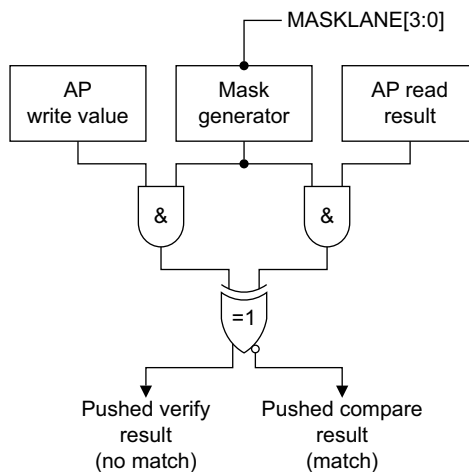 MASKLANE[3:0]
AP
write value
Mask
generator
AP read
result
&
&
=1
Pushed verify
result
(no match)
Pushed compare
result
(match)